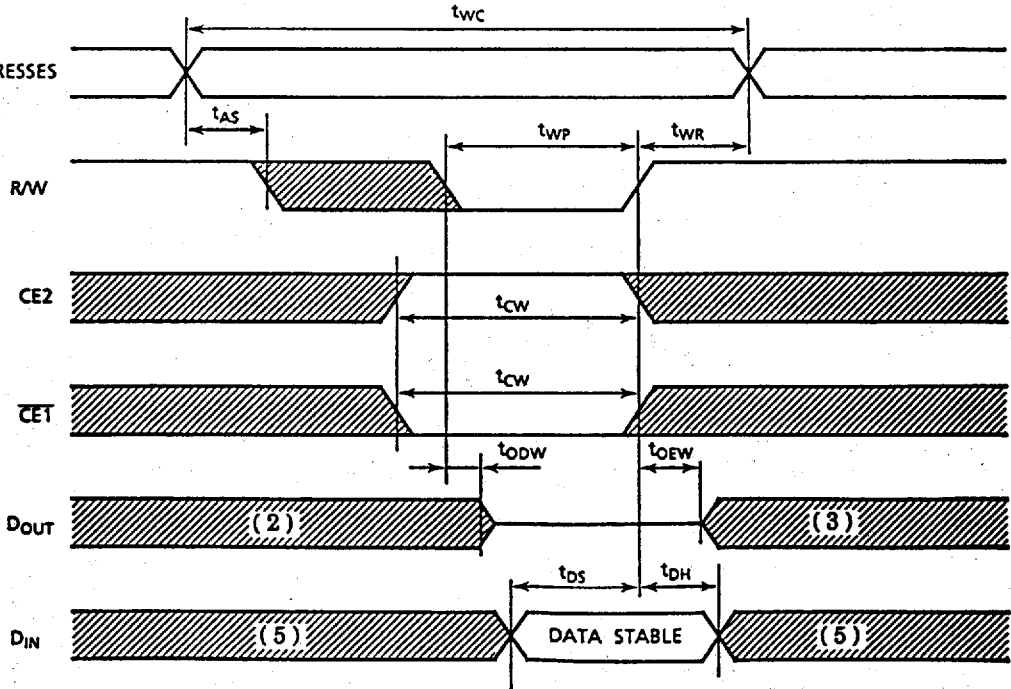 tWC
RESSES
tAS
tWP
tWR
R/W
CE2
tCW
CE1
tCW
tODW
tOEW
DOUT
(2)
(3)
tDS
tDH
DIN
(5)
DATA STABLE
(5)